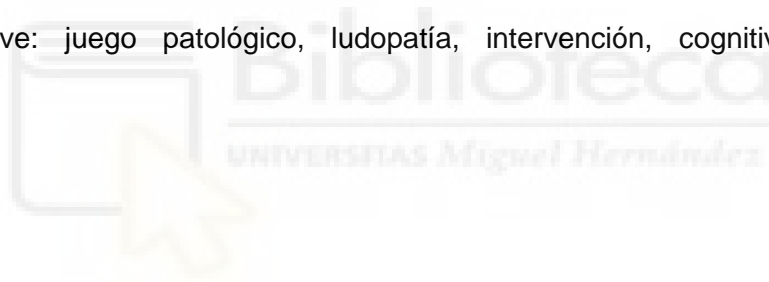 ve: juego patológico, ludopatía, intervención, cognitiv
Biblioteca
UNIVERSITAS Miguel Hernández